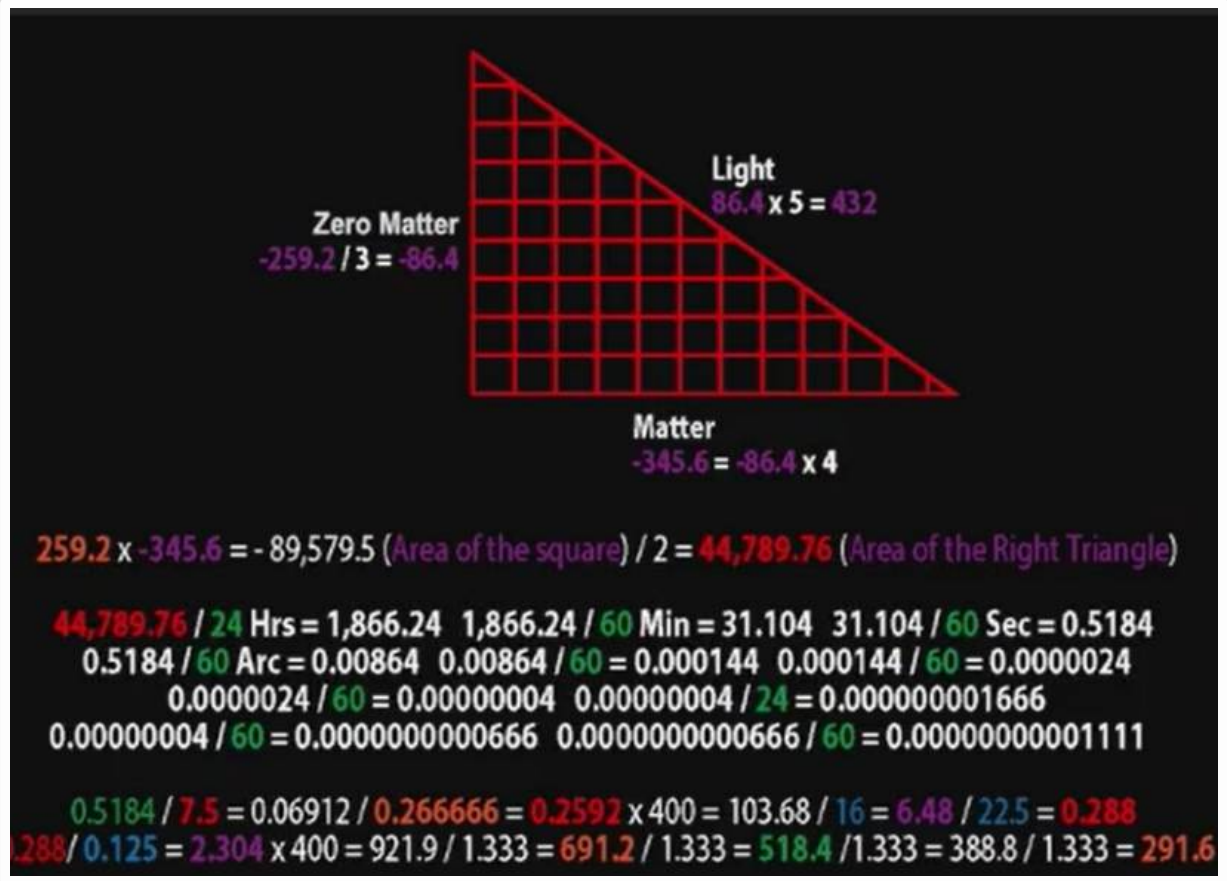 Light
86.4 x 5 = 432
Zero Matter
-259.2 / 3 = -86.4
Matter
-345.6 = -86.4 x 4
259.2 x -345.6 = - 89,579.5 (Area of the square) / 2 = 44,789.76 (Area of the Right Triangle)
44,789.76 / 24 Hrs = 1,866.24 1,866.24 / 60 Min = 31.104 31.104 / 60 Sec = 0.5184
0.5184 / 60 Arc = 0.00864 0.00864 / 60 = 0.000144 0.000144 / 60 = 0.0000024
0.0000024 / 60 = 0.00000004 0.00000004 / 24 = 0.000000001666
0.00000004 / 60 = 0.0000000000666 0.0000000000666 / 60 = 0.00000000001111
0.5184 / 7.5 = 0.06912 / 0.266666 = 0.2592 x 400 = 103.68 / 16 = 6.48 / 22.5 = 0.288
.288/ 0.125 = 2.304 x 400 = 921.9 / 1.333 = 691.2 / 1.333 = 518.4 /1.333 = 388.8 / 1.333 = 291.6